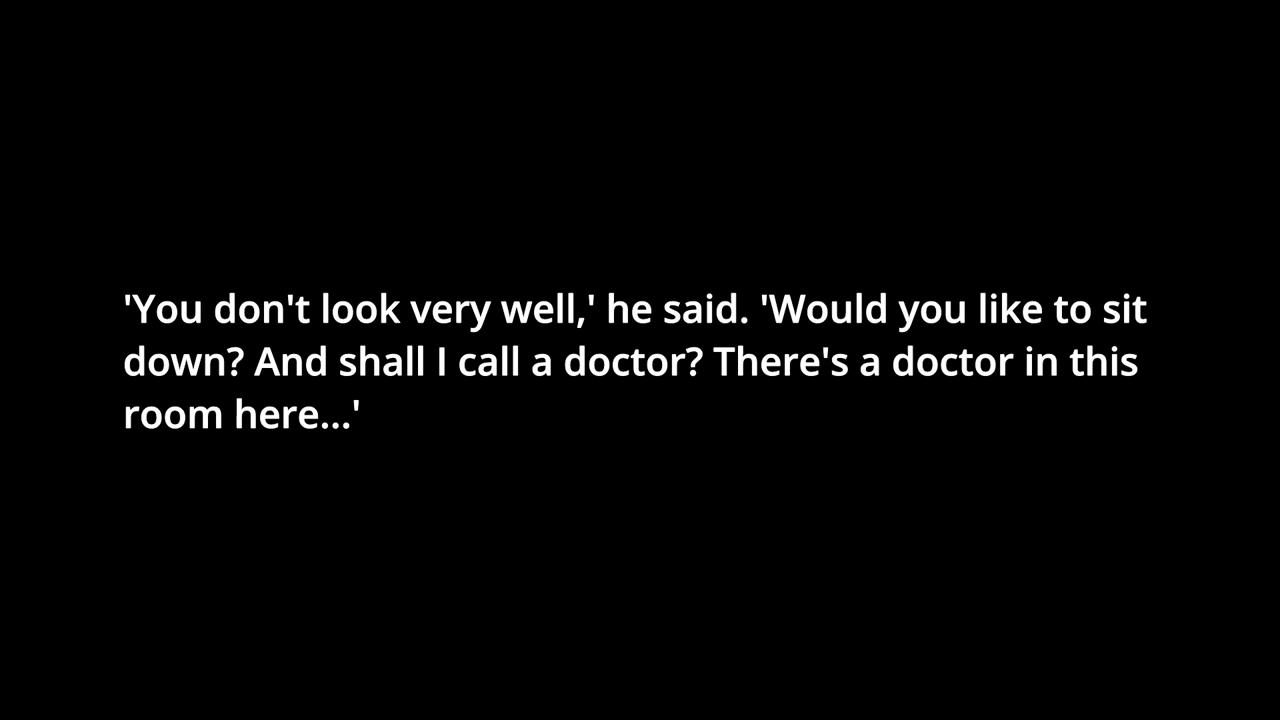 'You don't look very well,' he said. 'Would you like to sit
down? And shall I call a doctor? There's a doctor in this
room here...'